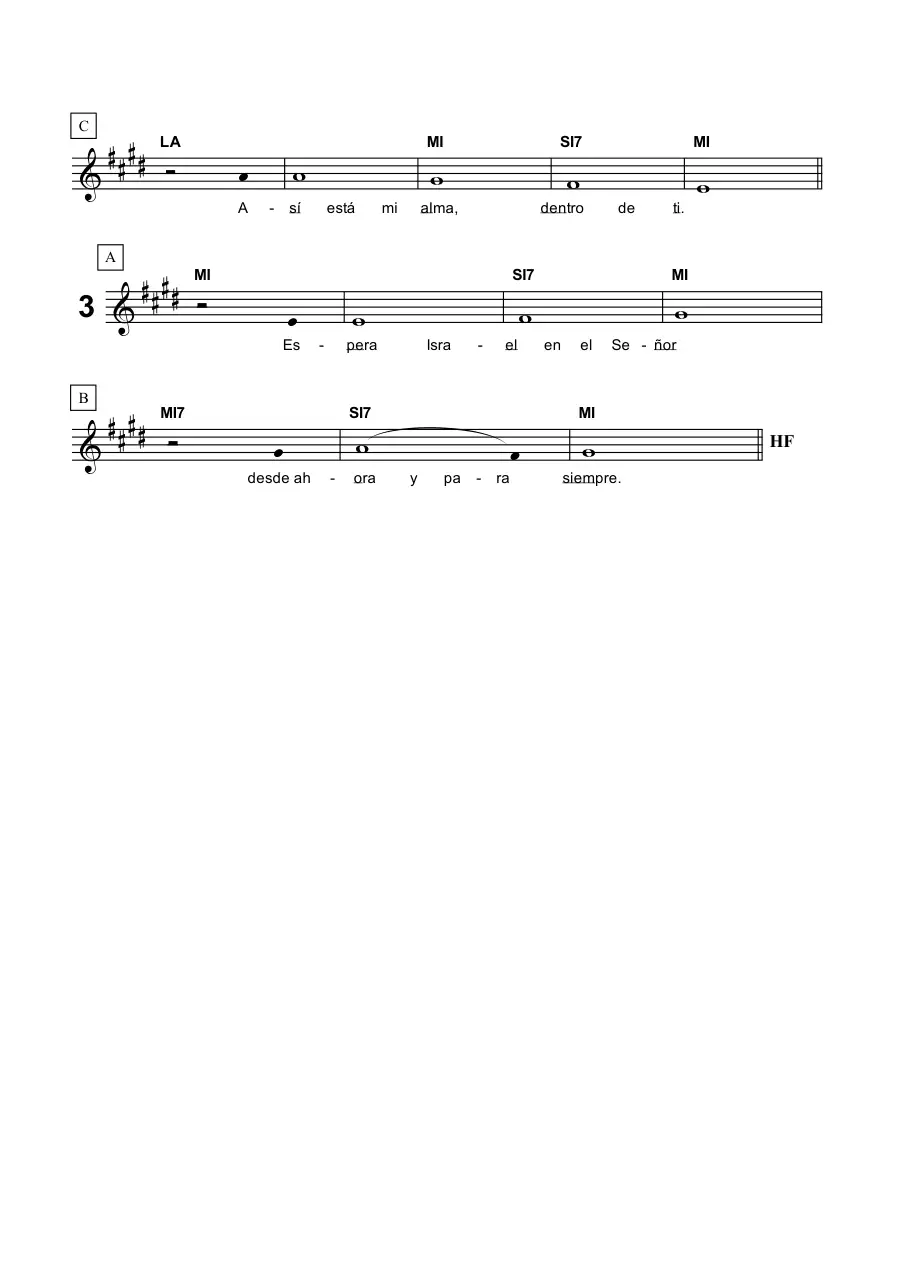 C
LA MI SI7 MI
A - sí está mi alma, dentro de ti.
A
MI SI7 MI
3
Es - pera Isra - el en el Se - ñor
B
MI7 SI7 MI
HF
desde ah - ora y pa - ra siempre.